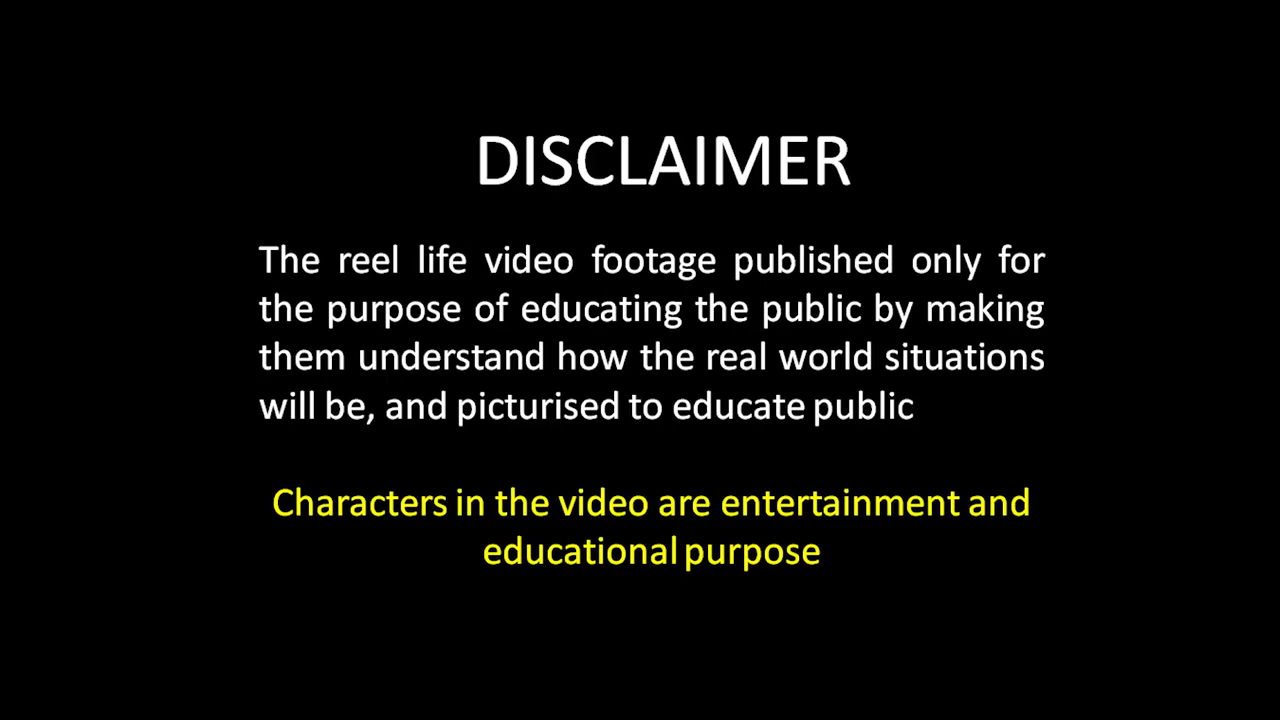 DISCLAIMER
The reel life video footage published only for
the purpose of educating the public by making
them understand how the real world situations
will be, and picturised to educate public
Characters in the video are entertainment and
educational purpose